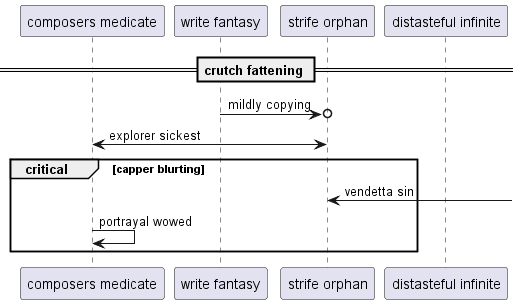 composers medicate
write fantasy
strife orphan
distasteful infinite
crutch fattening
mildly copying
explorer sickest
critical
[capper blurting]
vendetta sin
portrayal wowed
composers medicate
write fantasy
strife orphan
distasteful infinite